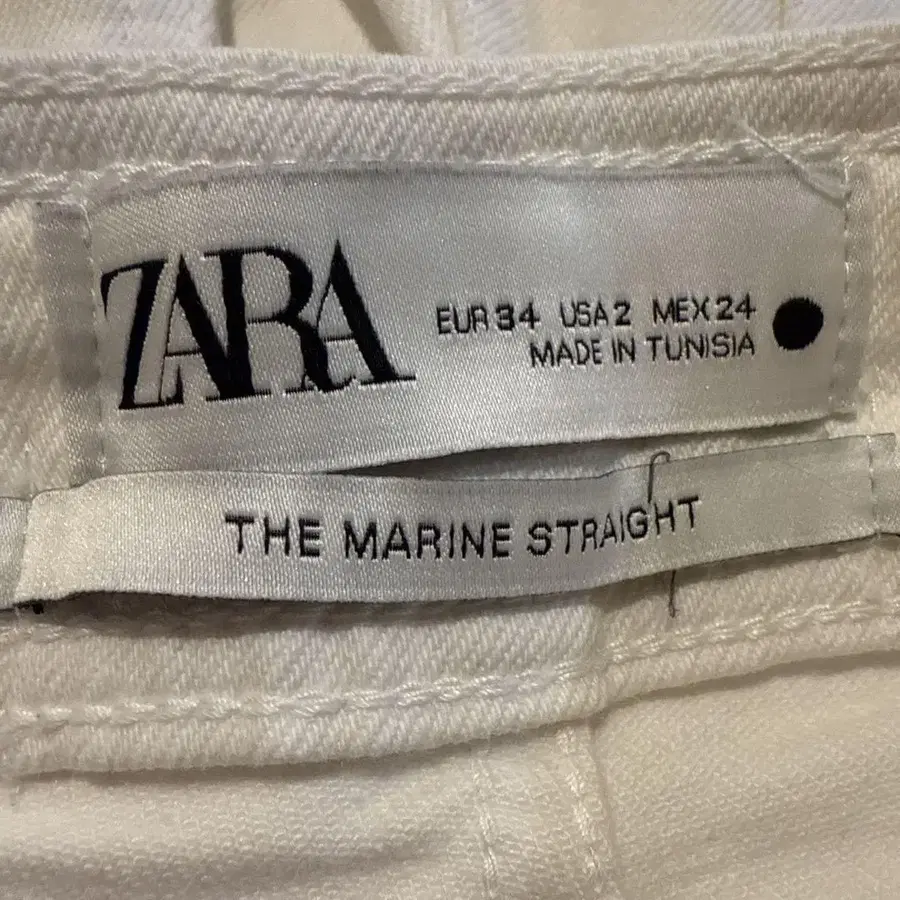 ZARA
EUR 34 USA 2 MEX 24
MADE IN TUNISIA
THE MARINE STRAIGHT